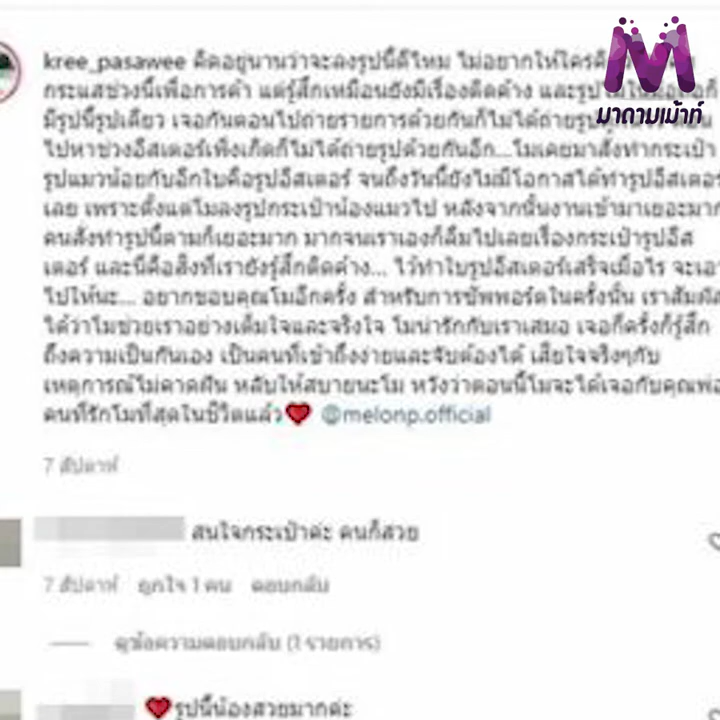 มาดามเม้าท์
kree_pasawee คิดอยู่นานว่าจะลงรูปนี้ดีไหม ไม่อยากให้ใครคิด
กระแสช่วงนี้เพื่อการค้า แต่รู้สึกเหมือนยังมีเรื่องติดค้าง และรูป
มีรูปนี้รูปเดียว เจอกันตอนไปถ่ายรายการด้วยกันก็ไม่ได้ถ่ายรูป
ไปหาช่วงอีสเตอร์เพิ่งเกิดก็ไม่ได้ถ่ายรูปด้วยกันอีก...โมเคยมาสั่งทำกระเป๋า
รูปแมวน้อยกับอีกใบคือรูปอีสเตอร์ จนถึงวันนี้ยังไม่มีโอกาสได้ทำรูปอีสเตอร์
เลย เพราะตั้งแต่โมลงรูปกระเป๋าน้องแมวไป หลังจากนั้นงานเข้ามาเยอะมาก
คนสั่งทำรูปนี้ตามก็เยอะมาก มากจนเราเองก็ลืมไปเลยเรื่องกระเป๋ารูปอีส
เตอร์ และนี่คือสิ่งที่เรายังรู้สึกติดค้าง... ไว้ทำใบรูปอีสเตอร์เสร็จเมื่อไร จะเอา
ไปให้นะ... อยากขอบคุณโมอีกครั้ง สำหรับการซัพพอร์ตในครั้งนั้น เราสัมผัส
ได้ว่าโมช่วยเราอย่างเต็มใจและจริงใจ โมน่ารักกับเราเสมอ เจอกี่ครั้งก็รู้สึก
ถึงความเป็นกันเอง เป็นคนที่เข้าถึงง่ายและจับต้องได้ เสียใจจริงๆกับ
เหตุการณ์ไม่คาดฝัน หลับให้สบายนะโม หวังว่าตอนนี้โมจะได้เจอกับคุณพ่อ
คนที่รักโมที่สุดในชีวิตแล้ว❤️ @melonp.official
7 สัปดาห์
สนใจกระเป๋าค่ะ คนก็สวย
7 สัปดาห์ ถูกใจ 1 คน ตอบกลับ
ดูข้อความตอบกลับ (1 รายการ)
❤️รูปนี้น้องสวยมากค่ะ